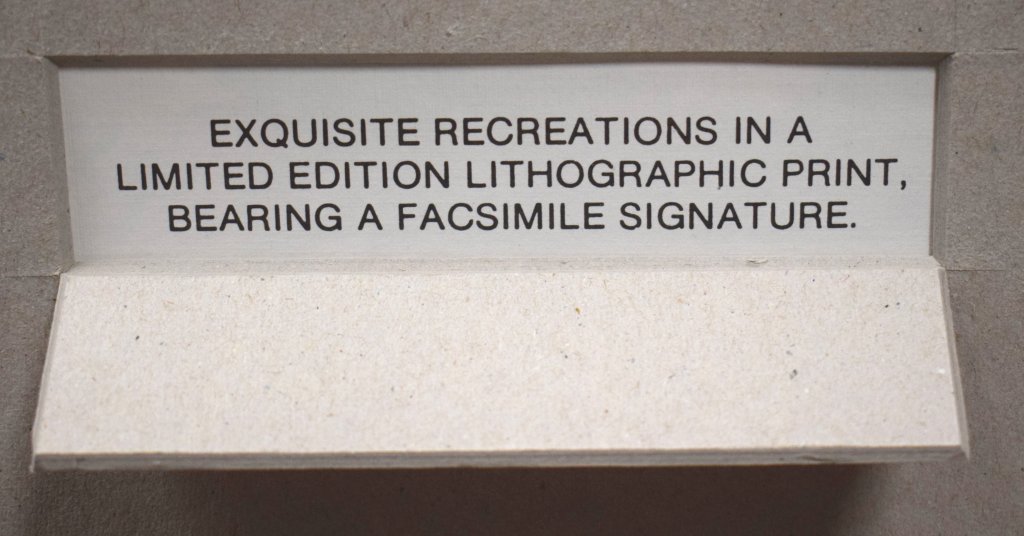 EXQUISITE RECREATIONS IN A
LIMITED EDITION LITHOGRAPHIC PRINT,
BEARING A FACSIMILE SIGNATURE.